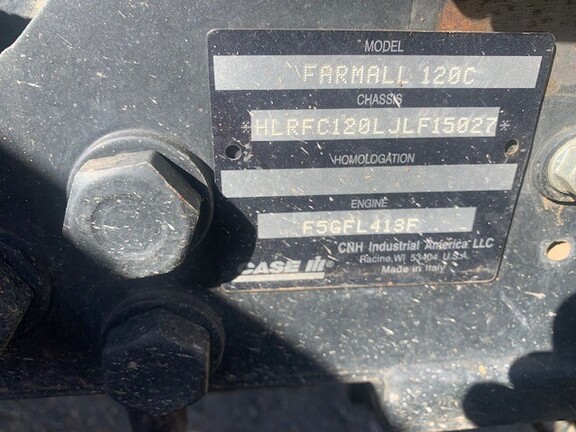 MODEL
FARMALL 120C
CHASSIS
*HLRFC120LJLF15027*
HOMOLOGATION
ENGINE
F5GFL413F
CNH Industrial America LLC
Racine, WI 53404 U.S.A.
Made in Italy
CASE IH®